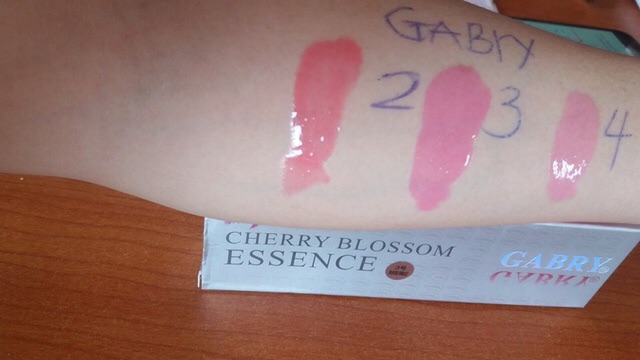 GABRY
2
3
4
CHERRY BLOSSOM
ESSENCE
GABRY